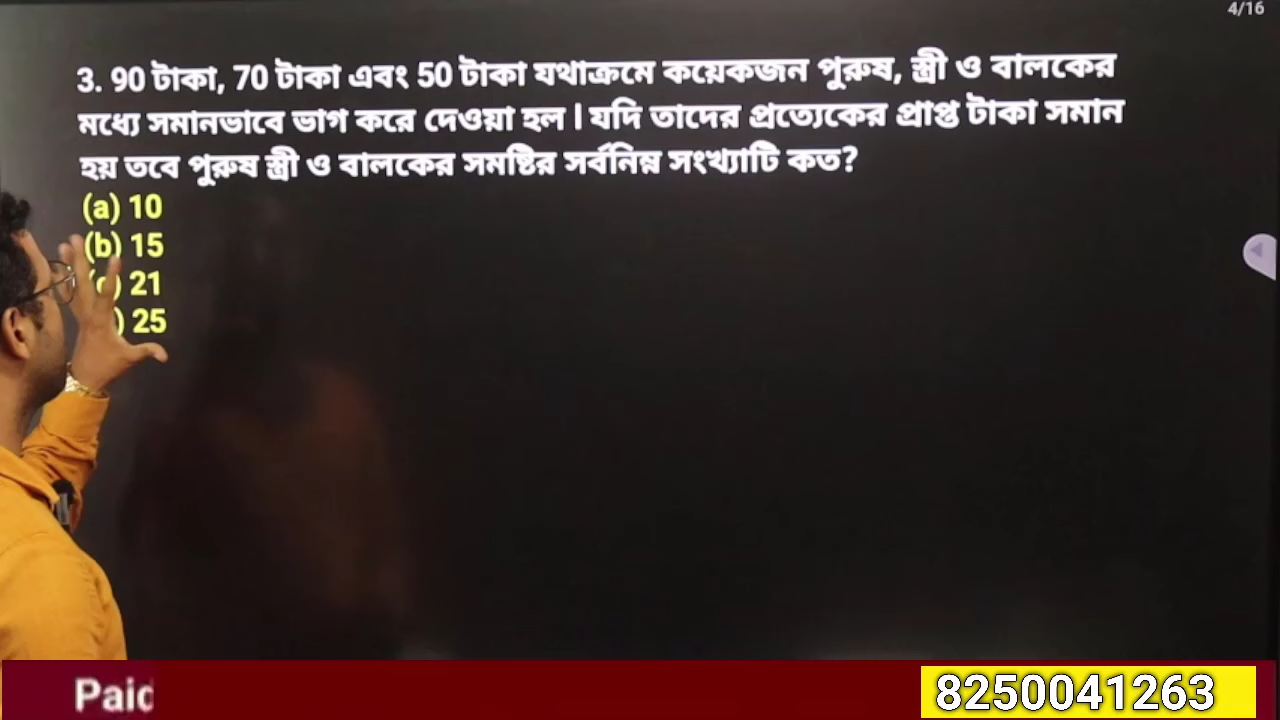 4/16
3. 90 টাকা, 70 টাকা এবং 50 টাকা যথাক্রমে কয়েকজন পুরুষ, স্ত্রী ও বালকের
মধ্যে সমানভাবে ভাগ করে দেওয়া হল। যদি তাদের প্রত্যেকের প্রাপ্ত টাকা সমান
হয় তবে পুরুষ স্ত্রী ও বালকের সমষ্টির সর্বনিম্ন সংখ্যাটি কত?
(a) 10
(b) 15
(c) 21
) 25
Paid
8250041263